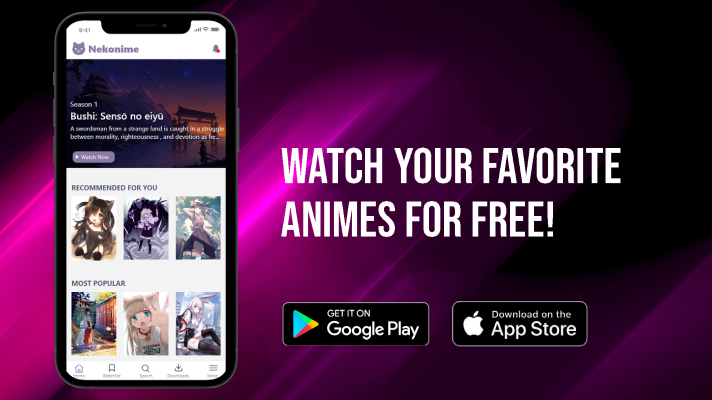 9:41
Nekonime
Season 1
Bushi: Sensō no eiyū
A swordsman from a strange land is caught in a struggle
between morality, righteousness , and devotion as he...
Watch Now
RECOMMENDED FOR YOU
MOST POPULAR
Home Watchlist Search Downloads More
WATCH YOUR FAVORITE
ANIMES FOR FREE!
GET IT ON
Google Play
Download on the
App Store